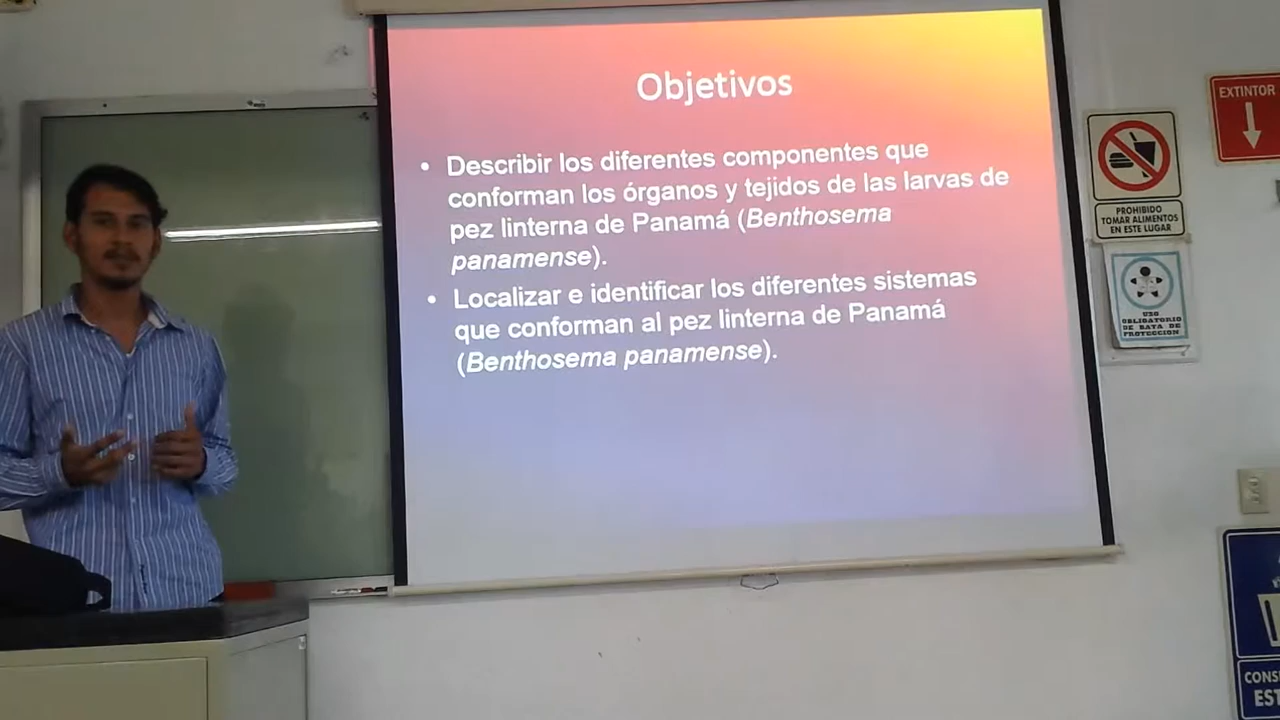 Objetivos
• Describir los diferentes componentes que
conforman los órganos y tejidos de las larvas de
pez linterna de Panamá (Benthosema
panamense).
• Localizar e identificar los diferentes sistemas
que conforman al pez linterna de Panamá
(Benthosema panamense).
EXTINTOR
PROHIBIDO
TOMAR ALIMENTOS
EN ESTE LUGAR
USO
OBLIGATORIO
DE BATA DE
PROTECCION
CONS
EST